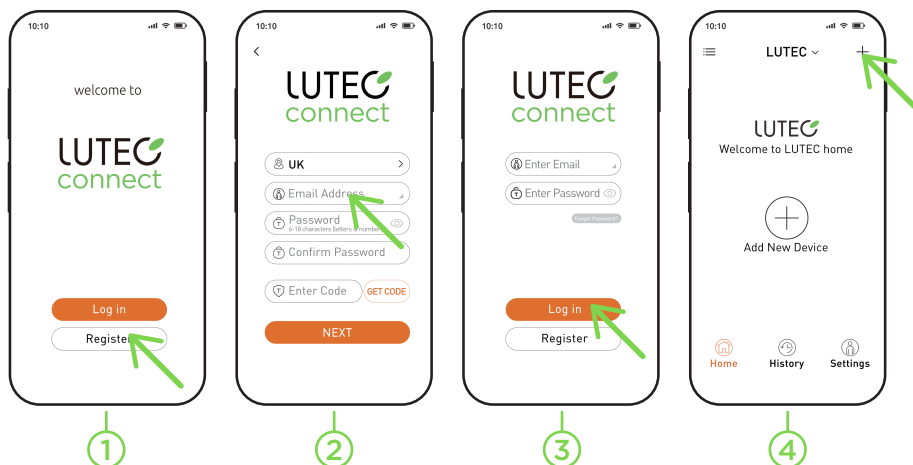 10:10
welcome to
LUTEC
connect
Log in
Register
1
10:10
LUTEC
connect
UK
Email Address
Password
6-18 characters (letters & numbers)
Confirm Password
Enter Code
GET CODE
NEXT
2
10:10
LUTEC
connect
Enter Email
Enter Password
Forgot Password?
Log in
Register
3
10:10
LUTEC
LUTEC
Welcome to LUTEC home
Add New Device
Home History Settings
4